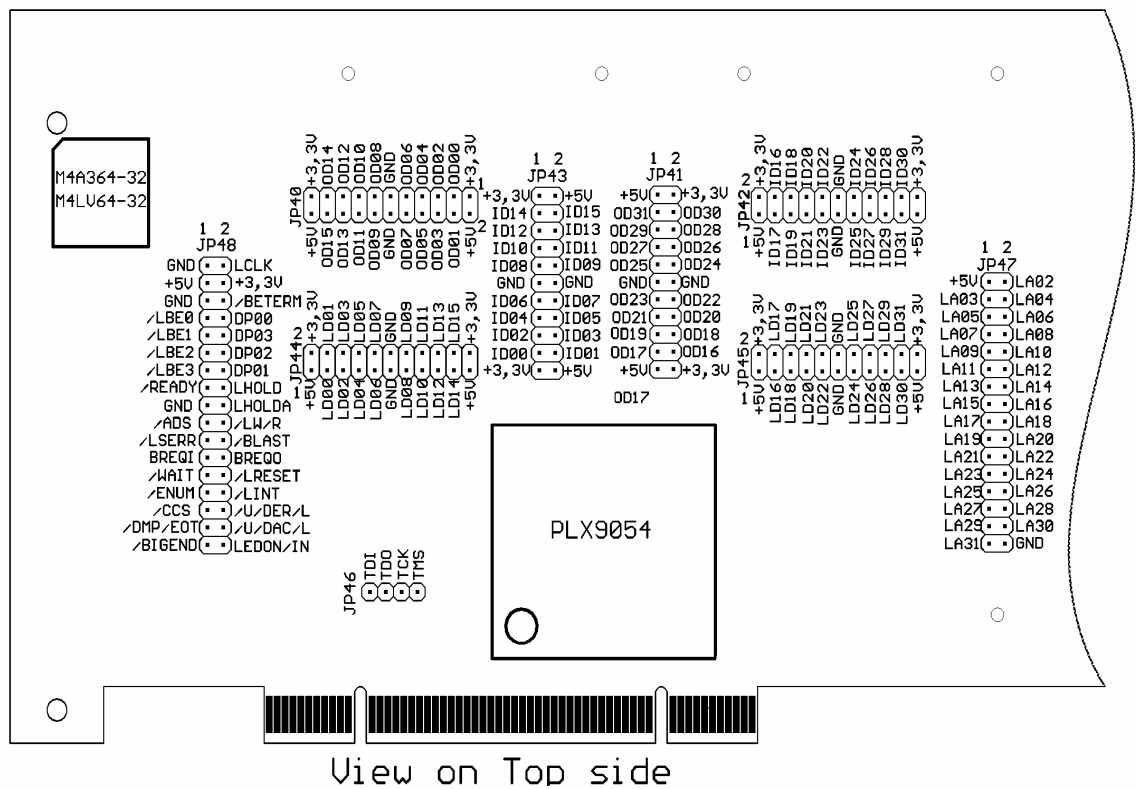 M4A364-32
M4LV64-32
1 2
JP48
GND LCLK
+5V +3,3V
GND /BETERM
/LBE0 DP00
/LBE1 DP03
/LBE2 DP02
/LBE3 DP01
/READY LHOLD
GND LHOLDA
/ADS /LW/R
/LSERR /BLAST
BREQI BREQO
/WAIT /LRESET
/ENUM /LINT
/CCS /U/DER/L
/DMP/EOT /U/DAC/L
/BIGEND LEDON/IN
+3,3V OD14 OD12 OD10 OD08 GND OD06 OD04 OD02 OD00 +3,3V
JP40 1 2
+5V OD15 OD13 OD11 OD09 GND OD07 OD05 OD03 OD01 +5V
+3,3V LD01 LD03 LD05 LD07 GND LD09 LD11 LD13 LD15 +3,3V
JP44 1 2
+5V LD00 LD02 LD04 LD06 GND LD08 LD10 LD12 LD14 +5V
1 2
JP43
+3,3V +5V
ID14 ID15
ID12 ID13
ID10 ID11
ID08 ID09
GND GND
ID06 ID07
ID04 ID05
ID02 ID03
ID00 ID01
+3,3V +5V
1 2
JP41
+5V +3,3V
OD31 OD30
OD29 OD28
OD27 OD26
OD25 OD24
GND GND
OD23 OD22
OD21 OD20
OD19 OD18
OD17 OD16
+5V +3,3V
OD17
+3,3V ID16 ID18 ID20 ID22 GND ID24 ID26 ID28 ID30 +3,3V
JP42 1 2
+5V ID17 ID19 ID21 ID23 GND ID25 ID27 ID29 ID31 +5V
+3,3V LD17 LD19 LD21 LD23 GND LD25 LD27 LD29 LD31 +3,3V
JP45 1 2
+5V LD16 LD18 LD20 LD22 GND LD24 LD26 LD28 LD30 +5V
1 2
JP47
+5V LA02
LA03 LA04
LA05 LA06
LA07 LA08
LA09 LA10
LA11 LA12
LA13 LA14
LA15 LA16
LA17 LA18
LA19 LA20
LA21 LA22
LA23 LA24
LA25 LA26
LA27 LA28
LA29 LA30
LA31 GND
PLX9054
JP46 TDI TDO TCK TMS
View on Top side